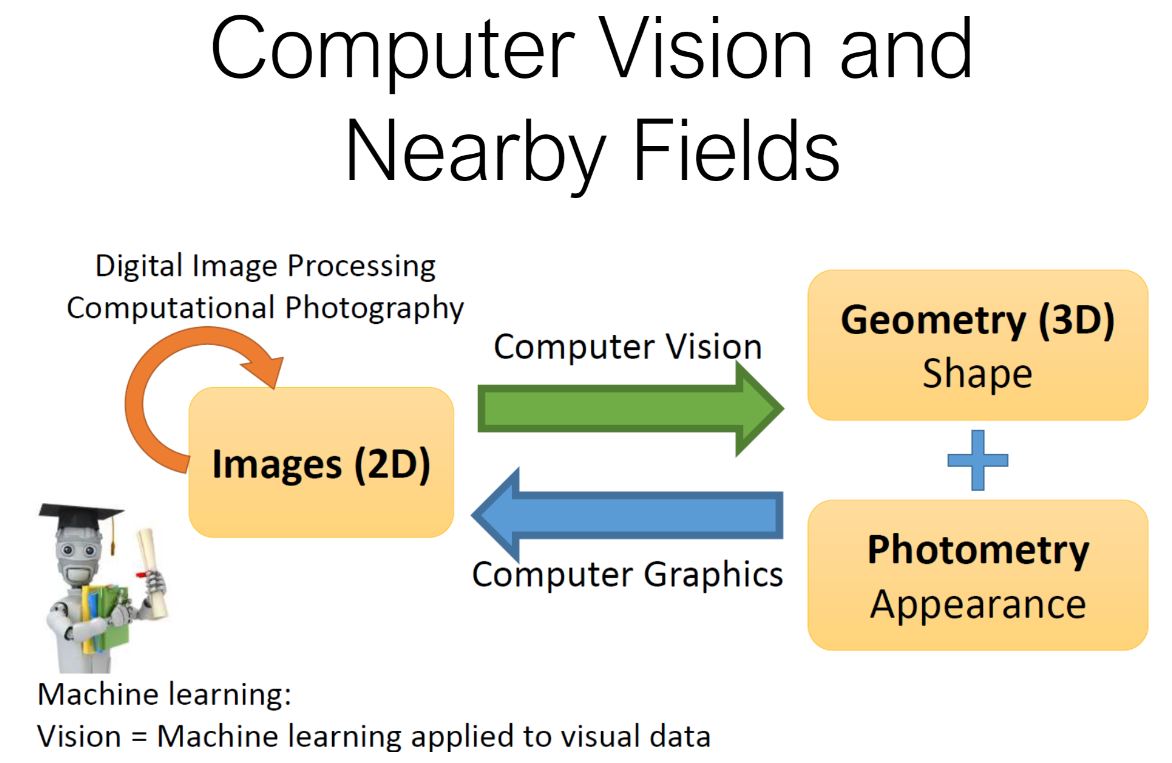 Computer Vision and
Nearby Fields
Digital Image Processing
Computational Photography
Computer Vision
Geometry (3D)
Shape
Images (2D)
Computer Graphics
Photometry
Appearance
Machine learning:
Vision = Machine learning applied to visual data